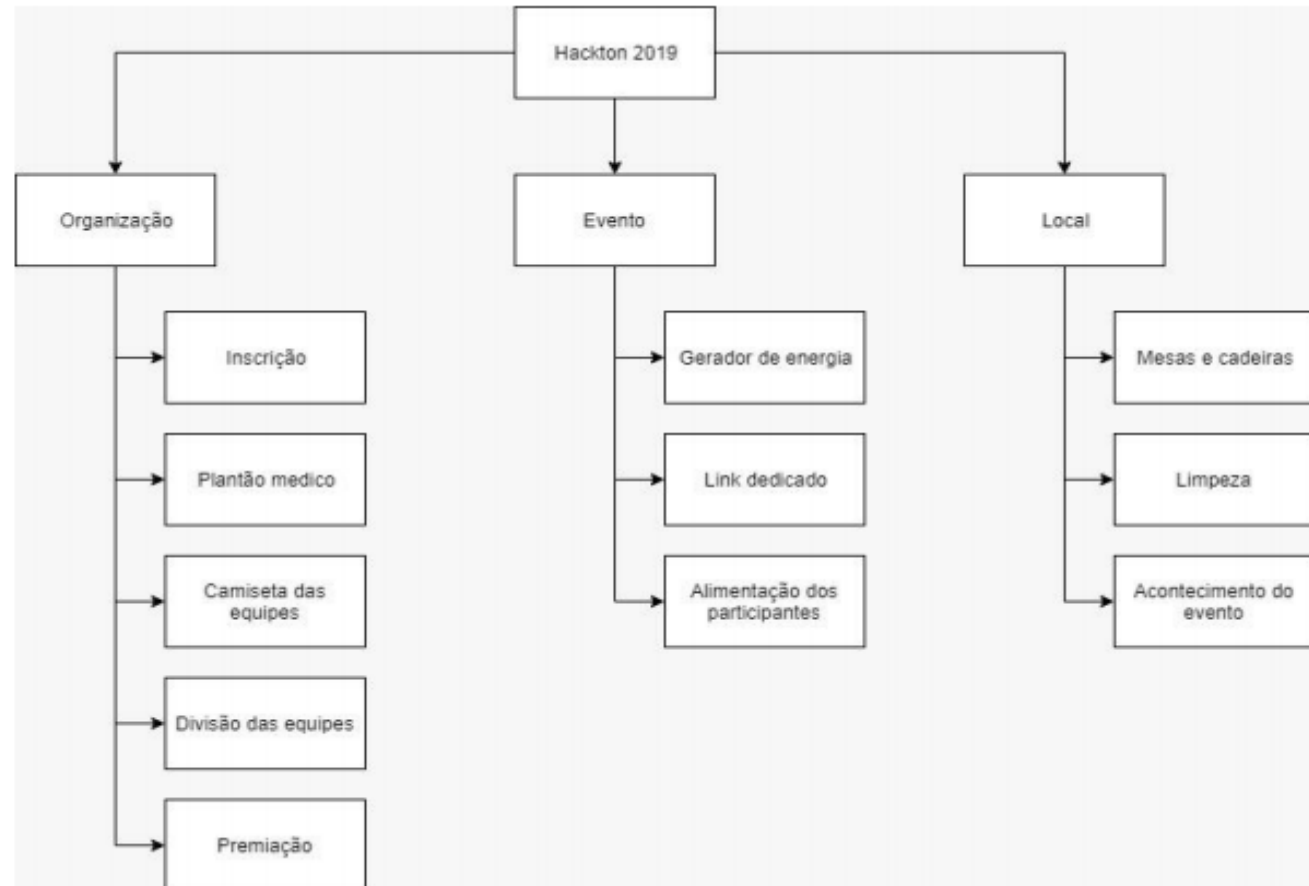 Hackton 2019
Organização
Evento
Local
Inscrição
Gerador de energia
Mesas e cadeiras
Plantão medico
Link dedicado
Limpeza
Camiseta das
equipes
Alimentação dos
participantes
Acontecimento do
evento
Divisão das equipes
Premiação